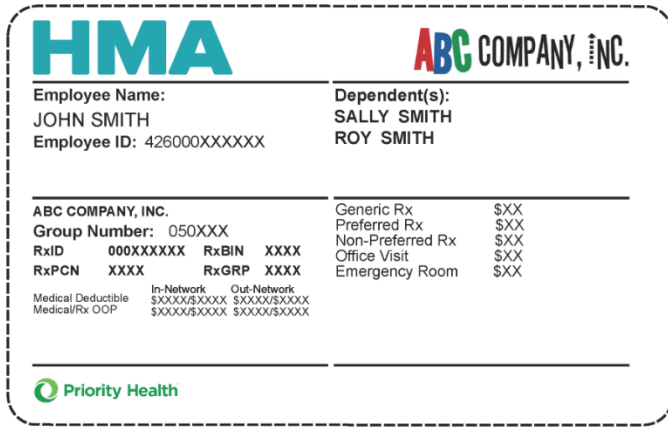 HMA
ABC COMPANY, INC.
Employee Name:
JOHN SMITH
Employee ID: 426000XXXXXX
Dependent(s):
SALLY SMITH
ROY SMITH
ABC COMPANY, INC.
Group Number: 050XXX
RxID 000XXXXXX RxBIN XXXX
RxPCN XXXX RxGRP XXXX
In-Network Out-Network
Medical Deductible $XXXX/$XXXX $XXXX/$XXXX
Medical/Rx OOP $XXXX/$XXXX $XXXX/$XXXX
Generic Rx $XX
Preferred Rx $XX
Non-Preferred Rx $XX
Office Visit $XX
Emergency Room $XX
Priority Health